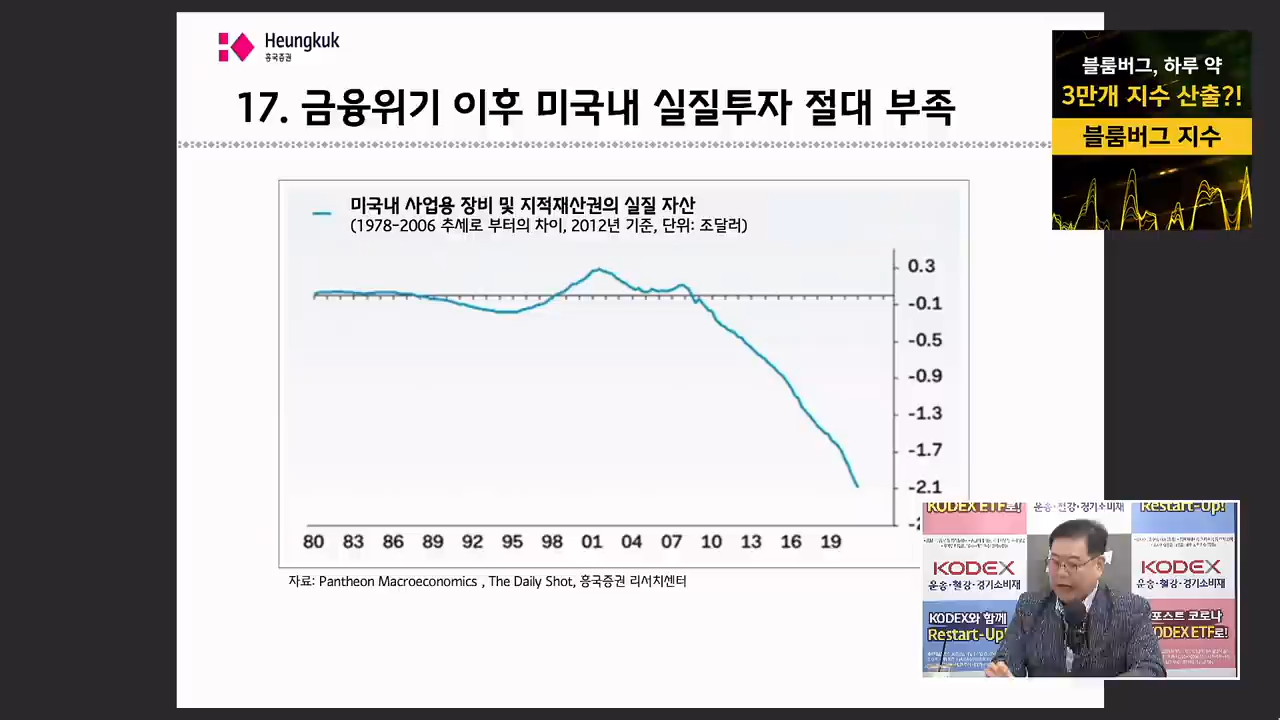 Heungkuk
흥국증권
17. 금융위기 이후 미국내 실질투자 절대 부족
블룸버그, 하루 약
3만개 지수 산출?!
블룸버그 지수
미국내 사업용 장비 및 지적재산권의 실질 자산
(1978-2006 추세로 부터의 차이, 2012년 기준, 단위: 조달러)
0.3
-0.1
-0.5
-0.9
-1.3
-1.7
-2.1
80 83 86 89 92 95 98 01 04 07 10 13 16 19
자료: Pantheon Macroeconomics , The Daily Shot, 흥국증권 리서치센터
KODEX ETF로!
운송·철강·경기소비재
Restart-Up!
KODEX
운송·철강·경기소비재
KODEX
운송·철강·경기소비재
KODEX와 함께
Restart-Up!
포스트 코로나
KODEX ETF로!